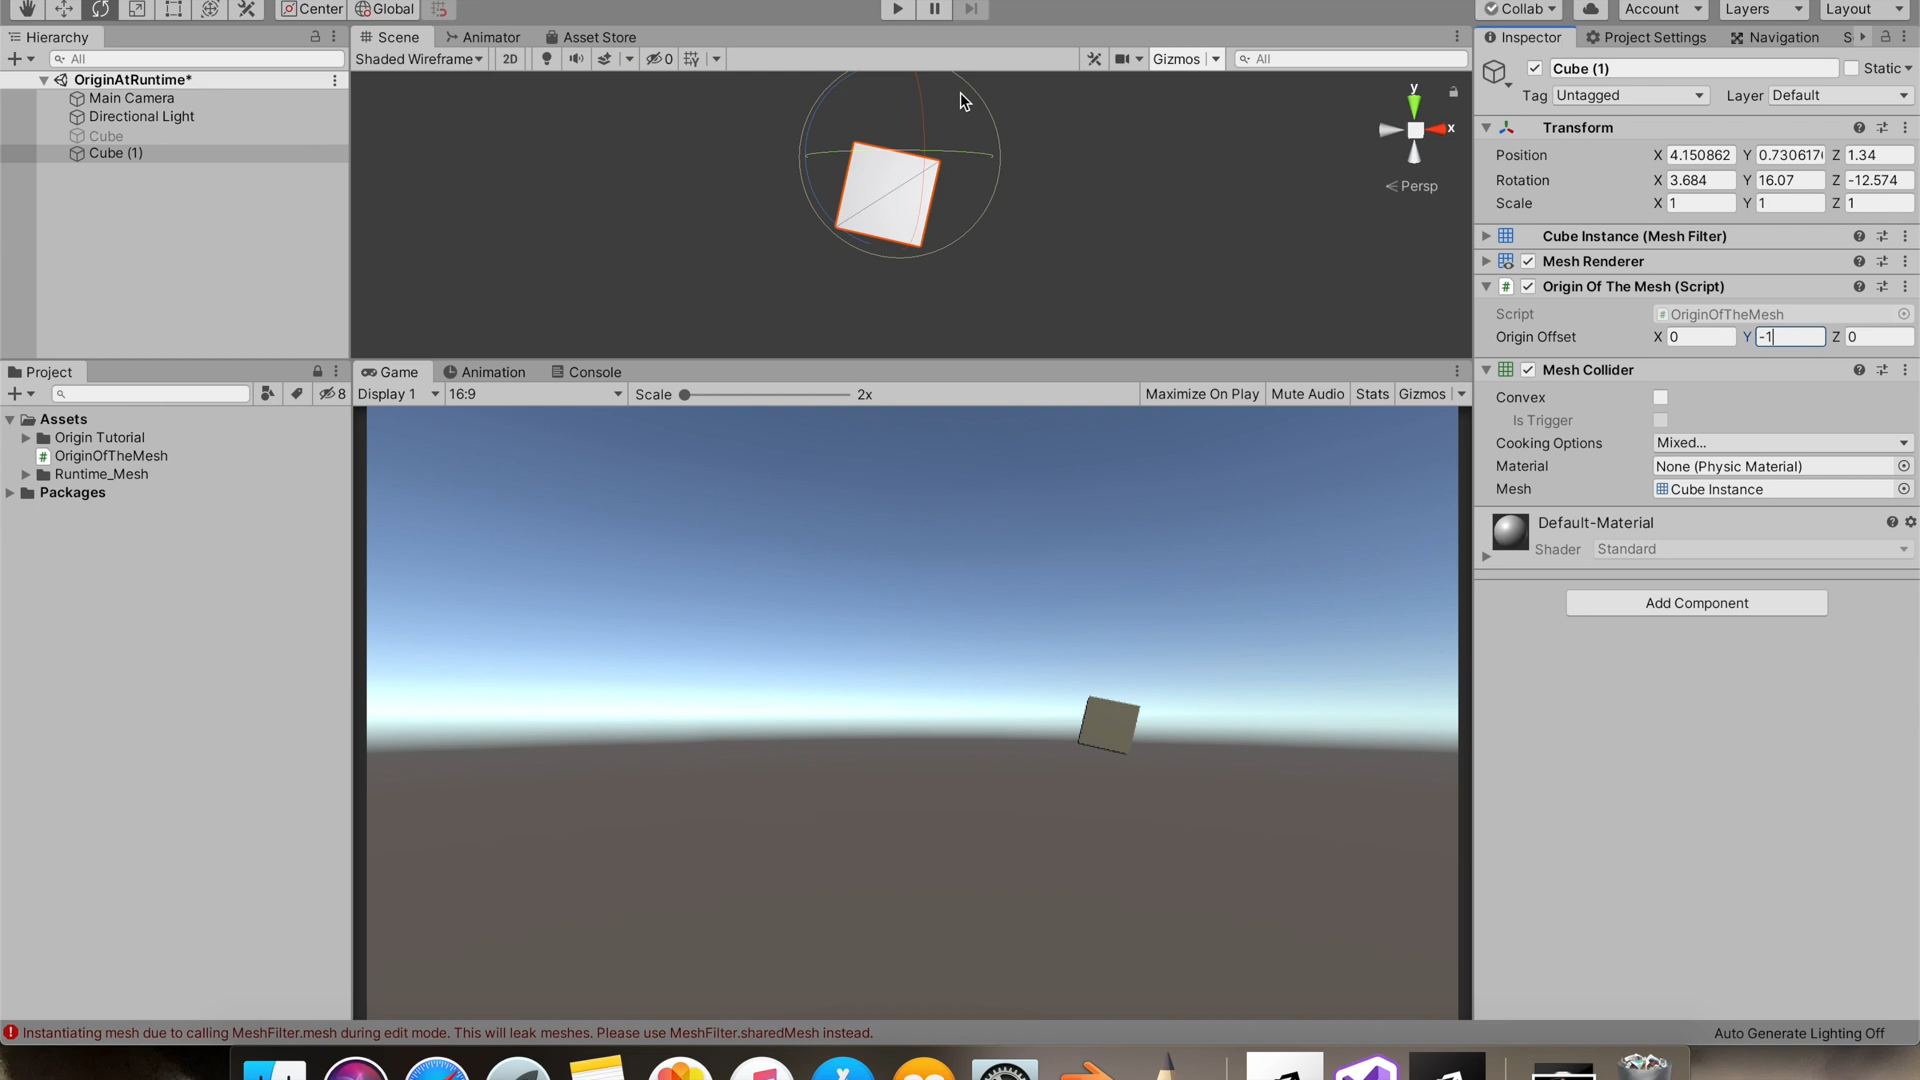 Center
Global
Collab
Account
Layers
Layout
Hierarchy
All
OriginAtRuntime*
Main Camera
Directional Light
Cube
Cube (1)
Scene
Animator
Asset Store
Shaded Wireframe
2D
0
Gizmos
All
y
x
Persp
Project
8
Assets
Origin Tutorial
OriginOfTheMesh
Runtime_Mesh
Packages
Game
Animation
Console
Display 1
16:9
Scale
2x
Maximize On Play
Mute Audio
Stats
Gizmos
Inspector
Project Settings
Navigation
S
Cube (1)
Static
Tag Untagged
Layer Default
Transform
Position X 4.150862 Y 0.730617 Z 1.34
Rotation X 3.684 Y 16.07 Z -12.574
Scale X 1 Y 1 Z 1
Cube Instance (Mesh Filter)
Mesh Renderer
# Origin Of The Mesh (Script)
Script OriginOfTheMesh
Origin Offset X 0 Y -1 Z 0
Mesh Collider
Convex
Is Trigger
Cooking Options Mixed...
Material None (Physic Material)
Mesh Cube Instance
Default-Material
Shader Standard
Add Component
Instantiating mesh due to calling MeshFilter.mesh during edit mode. This will leak meshes. Please use MeshFilter.sharedMesh instead.
Auto Generate Lighting Off